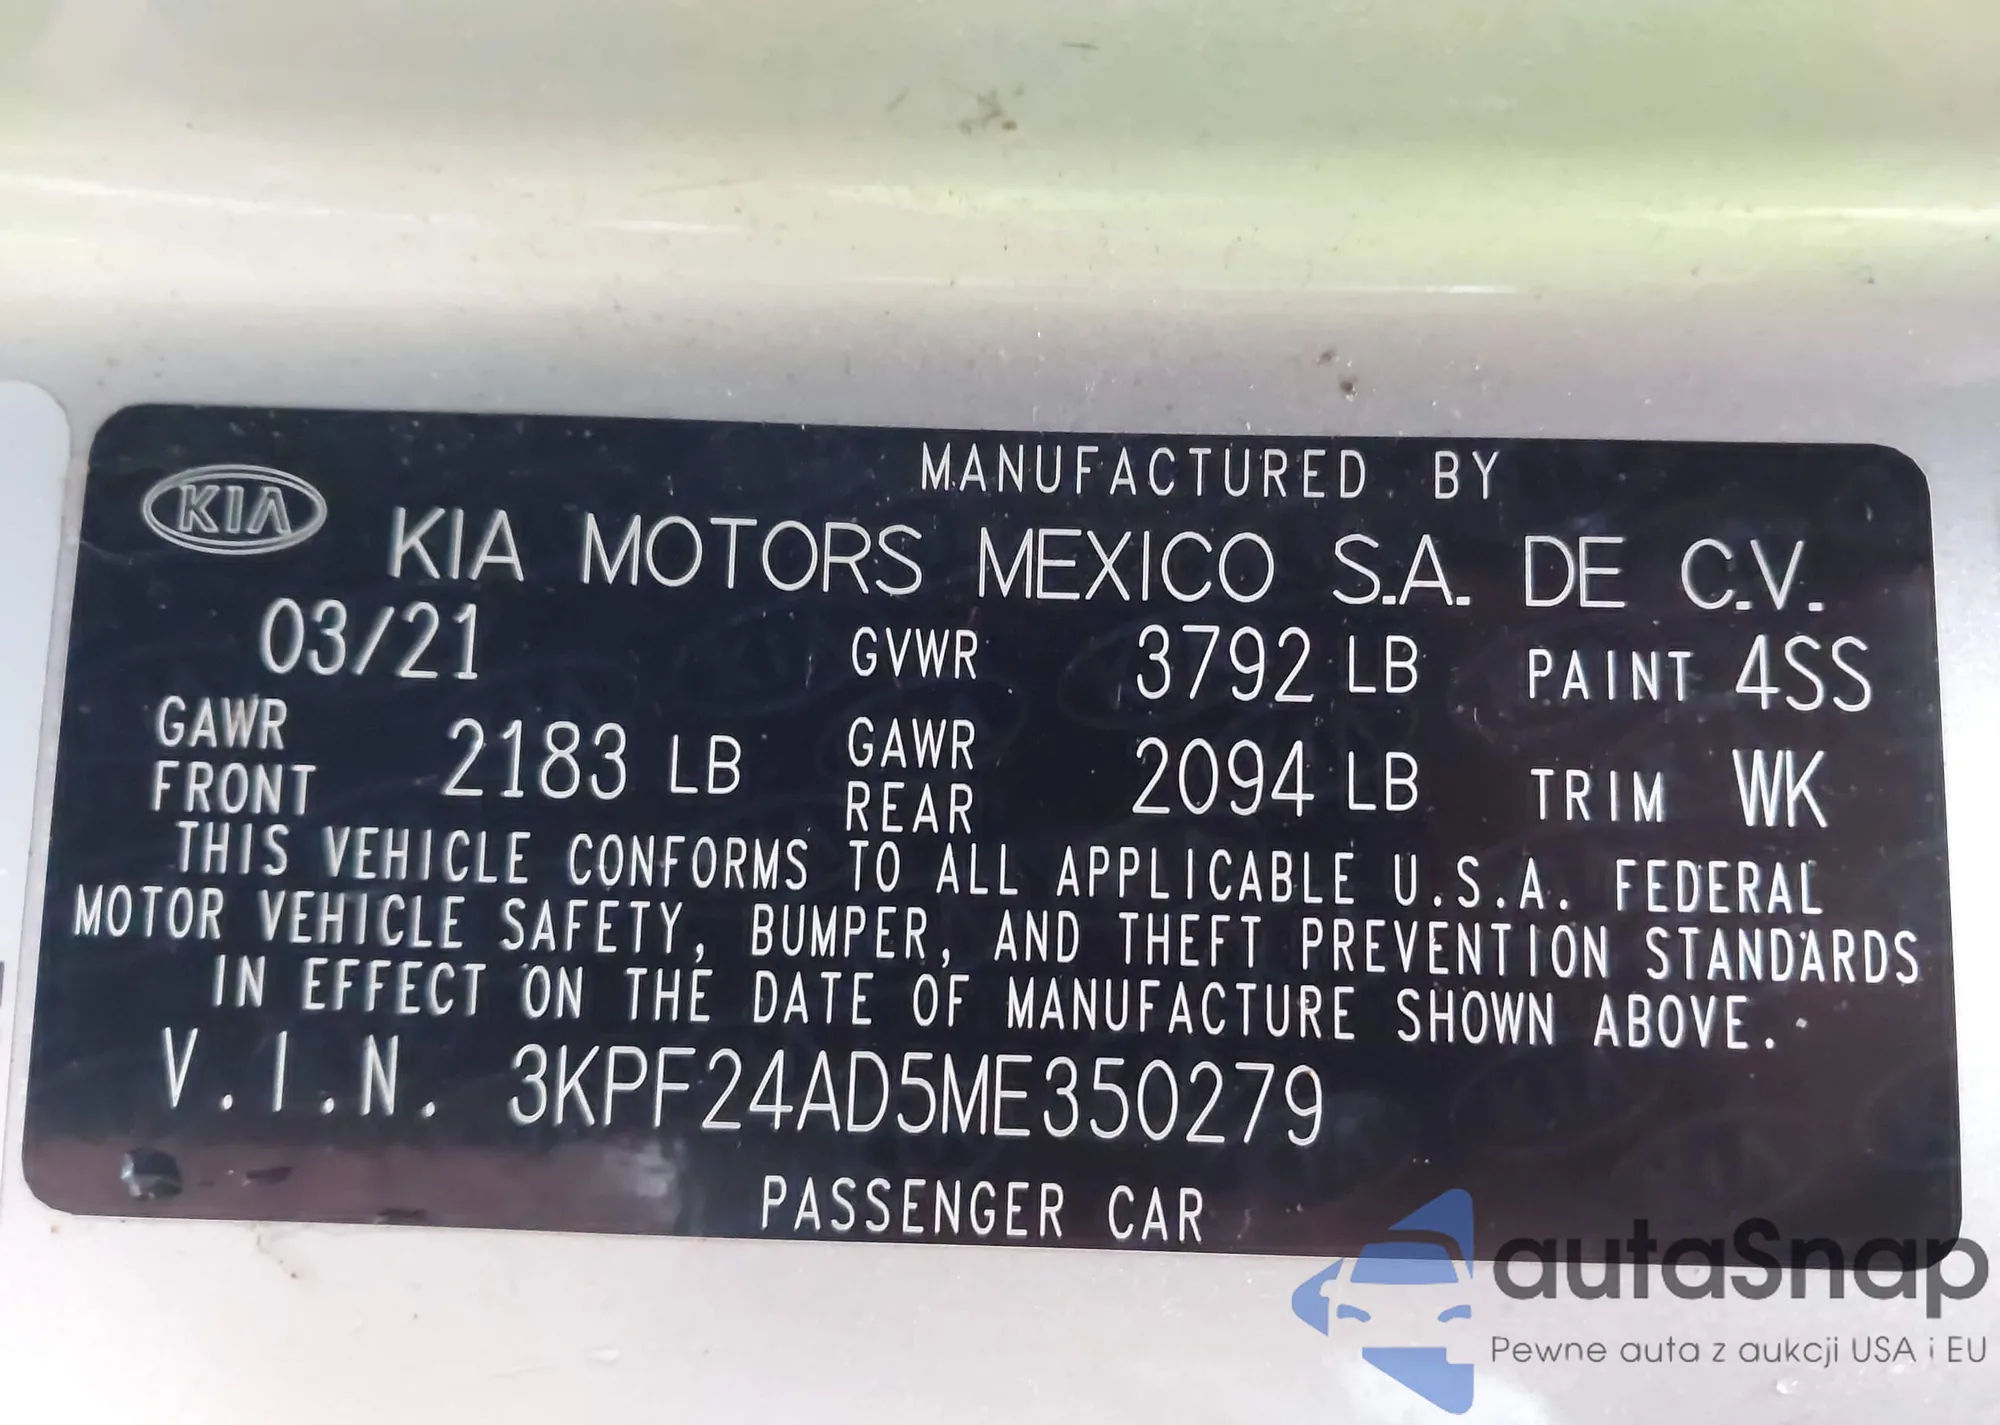 MANUFACTURED BY
KIA KIA MOTORS MEXICO S.A. DE C.V.
03/21 GVWR 3792 LB PAINT 4SS
GAWR FRONT 2183 LB GAWR REAR 2094 LB TRIM WK
THIS VEHICLE CONFORMS TO ALL APPLICABLE U.S.A. FEDERAL
MOTOR VEHICLE SAFETY, BUMPER, AND THEFT PREVENTION STANDARDS
IN EFFECT ON THE DATE OF MANUFACTURE SHOWN ABOVE.
V.I.N. 3KPF24AD5ME350279
PASSENGER CAR
autaSnap
Pewne auta z aukcji USA i EU